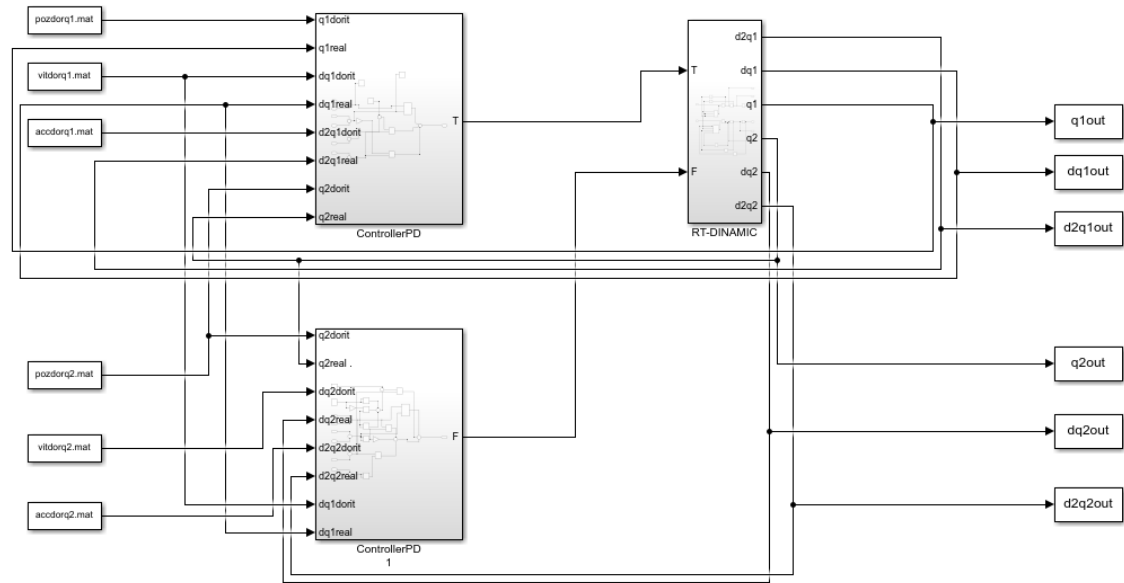 pozdorq1.mat
vitdorq1.mat
accdorq1.mat
q1dorit
q1real
dq1dorit
dq1real
d2q1dorit
d2q1real
q2dorit
q2real
T
ControllerPD
T
F
d2q1
dq1
q1
q2
dq2
d2q2
RT-DINAMIC
q1out
dq1out
d2q1out
pozdorq2.mat
vitdorq2.mat
accdorq2.mat
q2dorit
q2real .
dq2dorit
dq2real
d2q2dorit
d2q2real
dq1dorit
dq1real
F
ControllerPD
1
q2out
dq2out
d2q2out